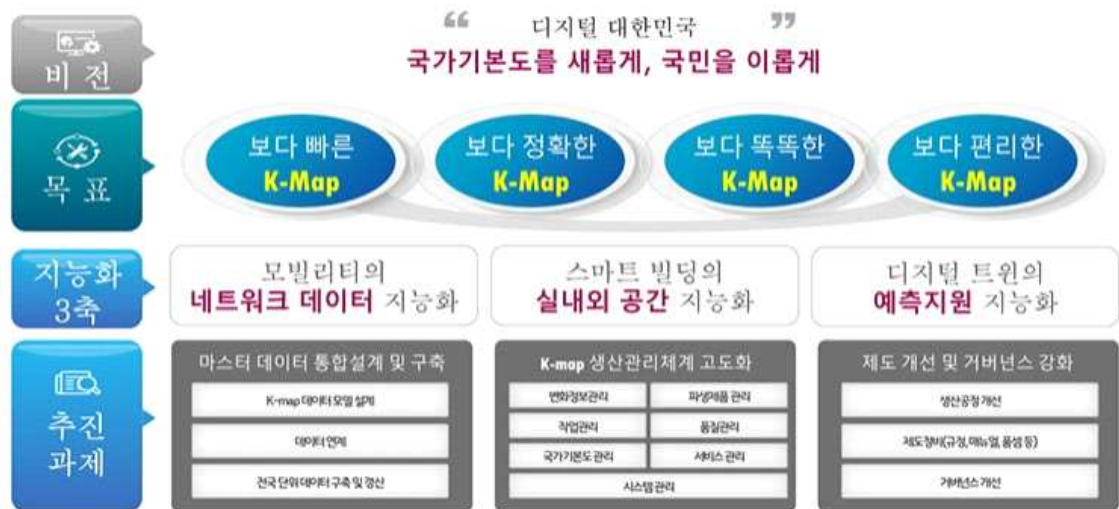 비 전
“ 디지털 대한민국 ”
국가기본도를 새롭게, 국민을 이롭게
목 표
보다 빠른
K-Map
보다 정확한
K-Map
보다 똑똑한
K-Map
보다 편리한
K-Map
지능화
3축
모빌리티의
네트워크 데이터 지능화
스마트 빌딩의
실내외 공간 지능화
디지털 트윈의
예측지원 지능화
추진
과제
마스터 데이터 통합설계 및 구축
K-map 데이터 모델 설계
데이터 연계
전국 단위 데이터 구축 및 갱신
K-map 생산관리체계 고도화
변화정보관리
파생제품 관리
작업관리
품질관리
국가기본도 관리
서비스 관리
시스템 관리
제도 개선 및 거버넌스 강화
생산공정 개선
제도정비(규정, 매뉴얼, 품셈 등)
거버넌스 개선